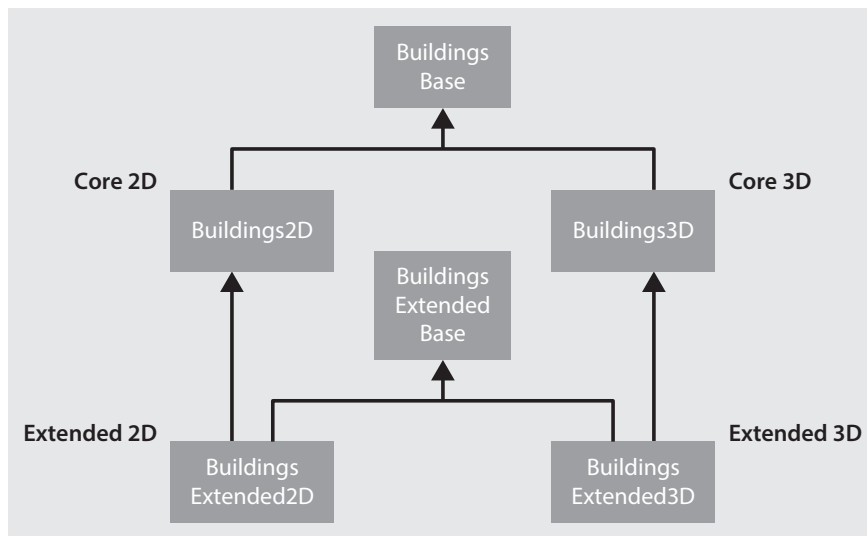 Buildings
Base
Core 2D
Core 3D
Buildings2D
Buildings3D
Buildings
Extended
Base
Extended 2D
Extended 3D
Buildings
Extended2D
Buildings
Extended3D